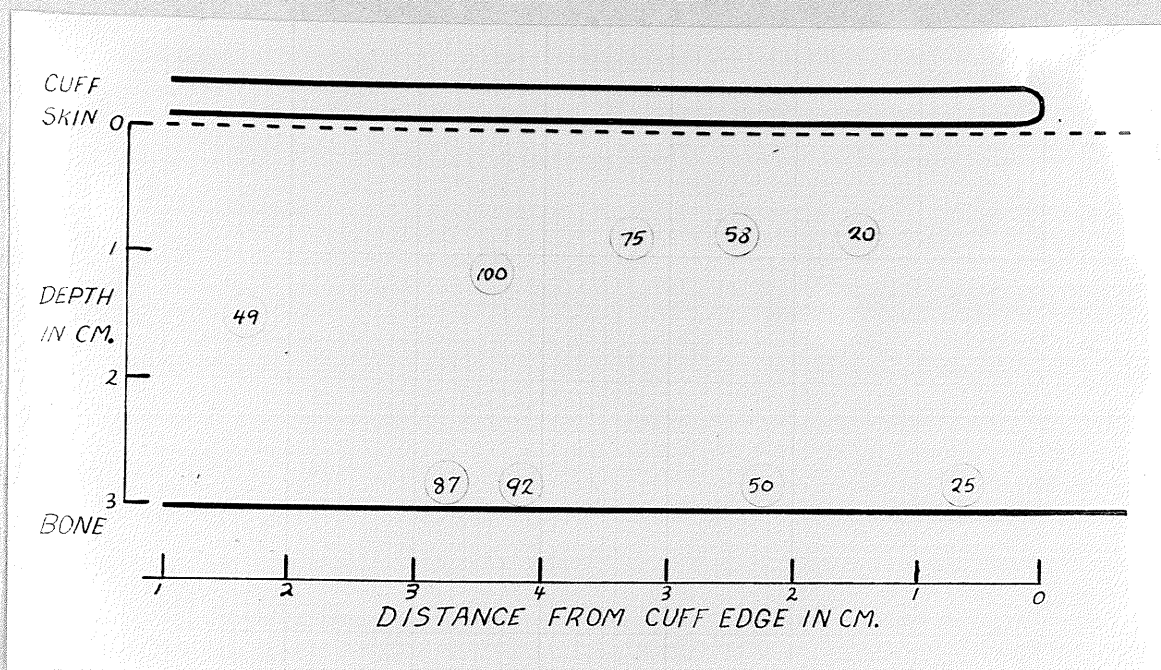 CUFF
SKIN 0
75 58 20
1
100
DEPTH
49
IN CM.
2
87 92 50 25
3
BONE
1 2 3 4 3 2 1 0
DISTANCE FROM CUFF EDGE IN CM.